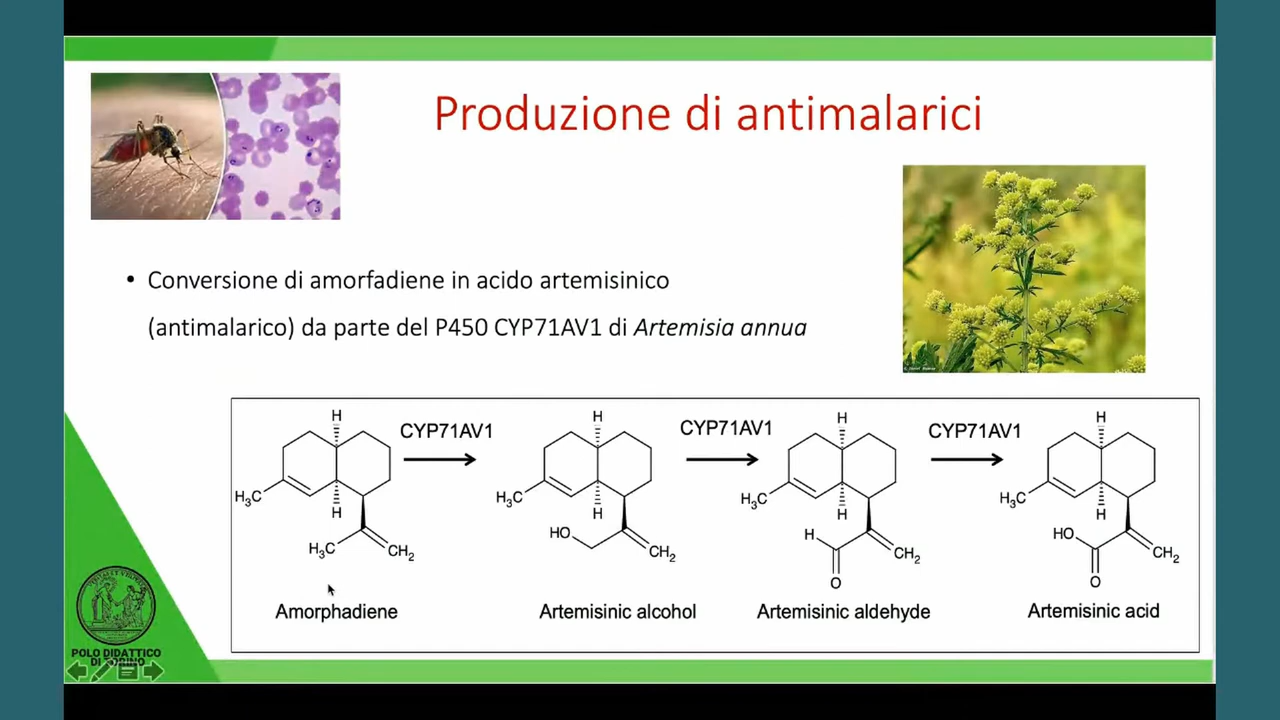 Produzione di antimalarici
• Conversione di amorfadiene in acido artemisinico
(antimalarico) da parte del P450 CYP71AV1 di Artemisia annua
CYP71AV1
CYP71AV1
CYP71AV1
H
H
H
H
H₃C
H
H₃C
CH₂
H₃C
H
HO
CH₂
H₃C
H
H
CH₂
O
H₃C
H
HO
CH₂
O
Amorphadiene
Artemisinic alcohol
Artemisinic aldehyde
Artemisinic acid
POLO DIDATTICO
DI TORINO